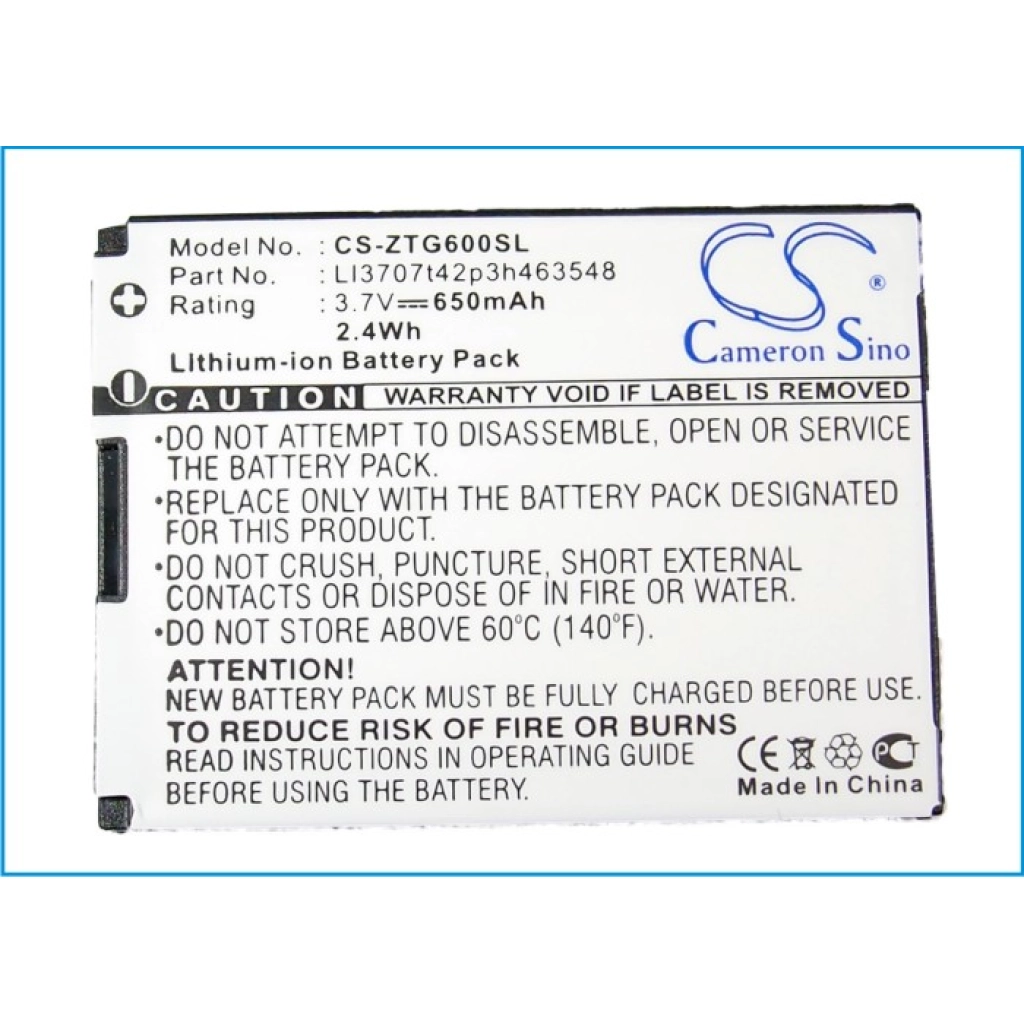 Model No. : CS-ZTG600SL
Part No. : LI3707t42p3h463548
Rating : 3.7V⎓650mAh
2.4Wh
Lithium-ion Battery Pack
CS
®
Cameron Sino
CAUTION WARRANTY VOID IF LABEL IS REMOVED
•DO NOT ATTEMPT TO DISASSEMBLE, OPEN OR SERVICE
THE BATTERY PACK.
•REPLACE ONLY WITH THE BATTERY PACK DESIGNATED
FOR THIS PRODUCT.
•DO NOT CRUSH, PUNCTURE, SHORT EXTERNAL
CONTACTS OR DISPOSE OF IN FIRE OR WATER.
•DO NOT STORE ABOVE 60°C (140°F).
ATTENTION!
NEW BATTERY PACK MUST BE FULLY CHARGED BEFORE USE.
TO REDUCE RISK OF FIRE OR BURNS
READ INSTRUCTIONS IN OPERATING GUIDE
BEFORE USING THE BATTERY.
CE PCT
Made In China